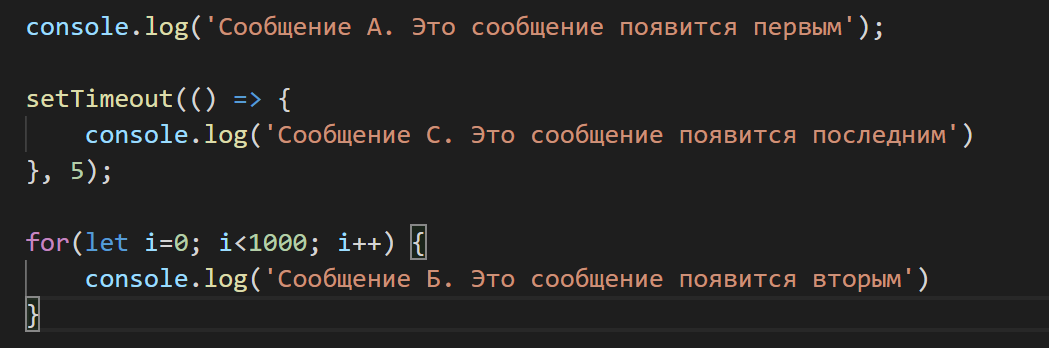 console.log('Сообщение А. Это сообщение появится первым');
setTimeout(() => {
console.log('Сообщение С. Это сообщение появится последним')
}, 5);
for(let i=0; i<1000; i++) {
console.log('Сообщение Б. Это сообщение появится вторым')
}